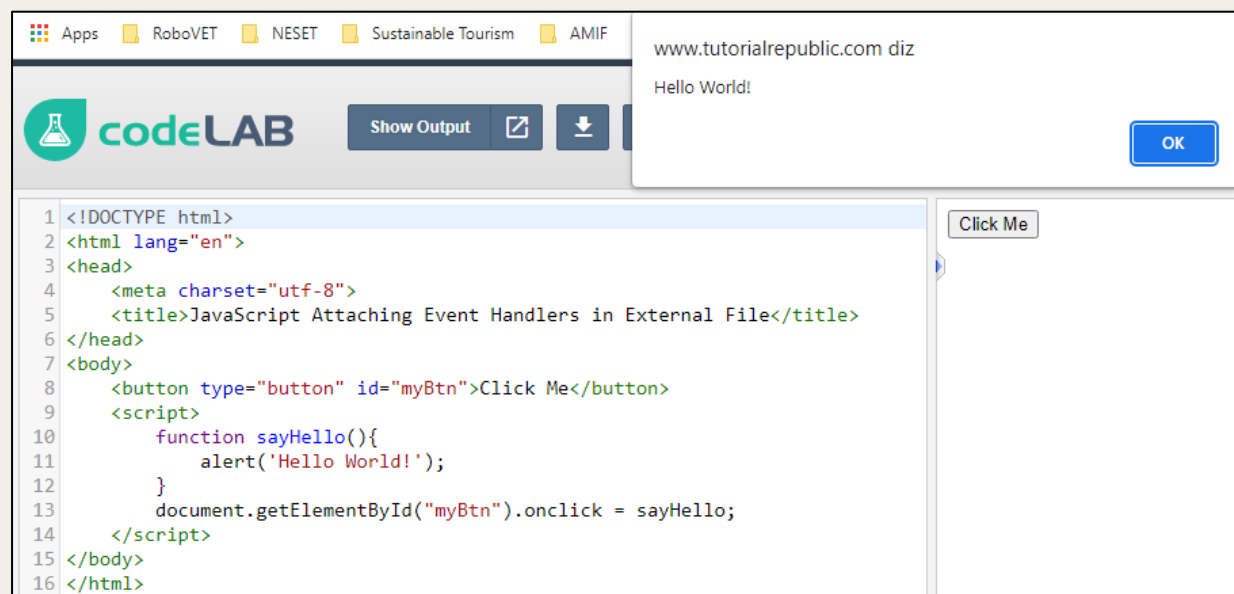 Apps RoboVET NESET Sustainable Tourism AMIF
www.tutorialrepublic.com diz
Hello World!
OK
codeLAB
Show Output
1 <!DOCTYPE html>
2 <html lang="en">
3 <head>
4     <meta charset="utf-8">
5     <title>JavaScript Attaching Event Handlers in External File</title>
6 </head>
7 <body>
8     <button type="button" id="myBtn">Click Me</button>
9     <script>
10         function sayHello(){
11             alert('Hello World!');
12         }
13         document.getElementById("myBtn").onclick = sayHello;
14     </script>
15 </body>
16 </html>
Click Me